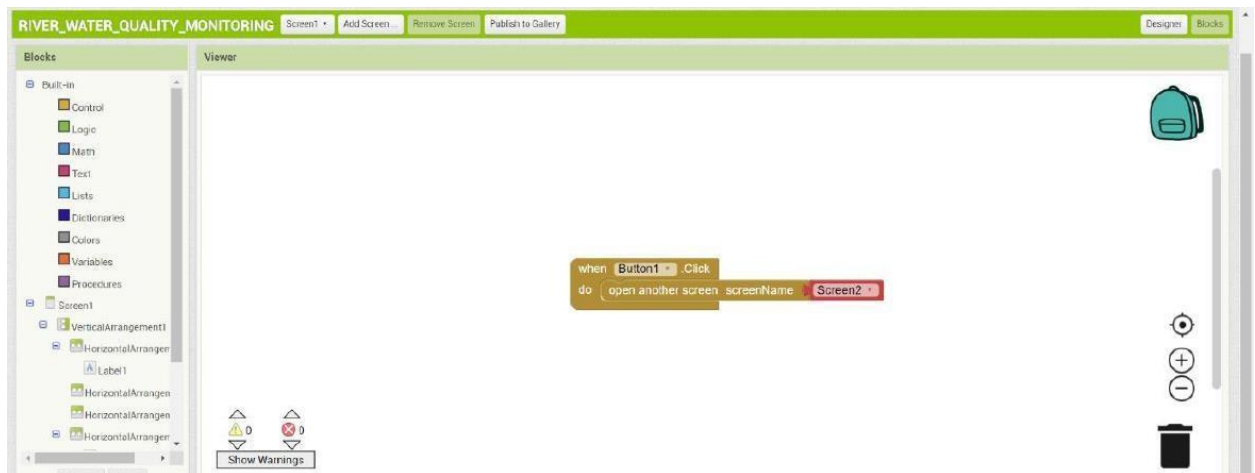 RIVER_WATER_QUALITY_MONITORING Screen1 Add Screen ... Remove Screen Publish to Gallery Designer Blocks
Blocks Viewer
Built-in
Control
Logic
Math
Text
Lists
Dictionaries
Colors
Variables
Procedures
Screen1
VerticalArrangement1
HorizontalArrangem
Label1
HorizontalArrangen
HorizontalArrangen
HorizontalArrangen
when Button1 .Click
do open another screen screenName Screen2
0 0
Show Warnings